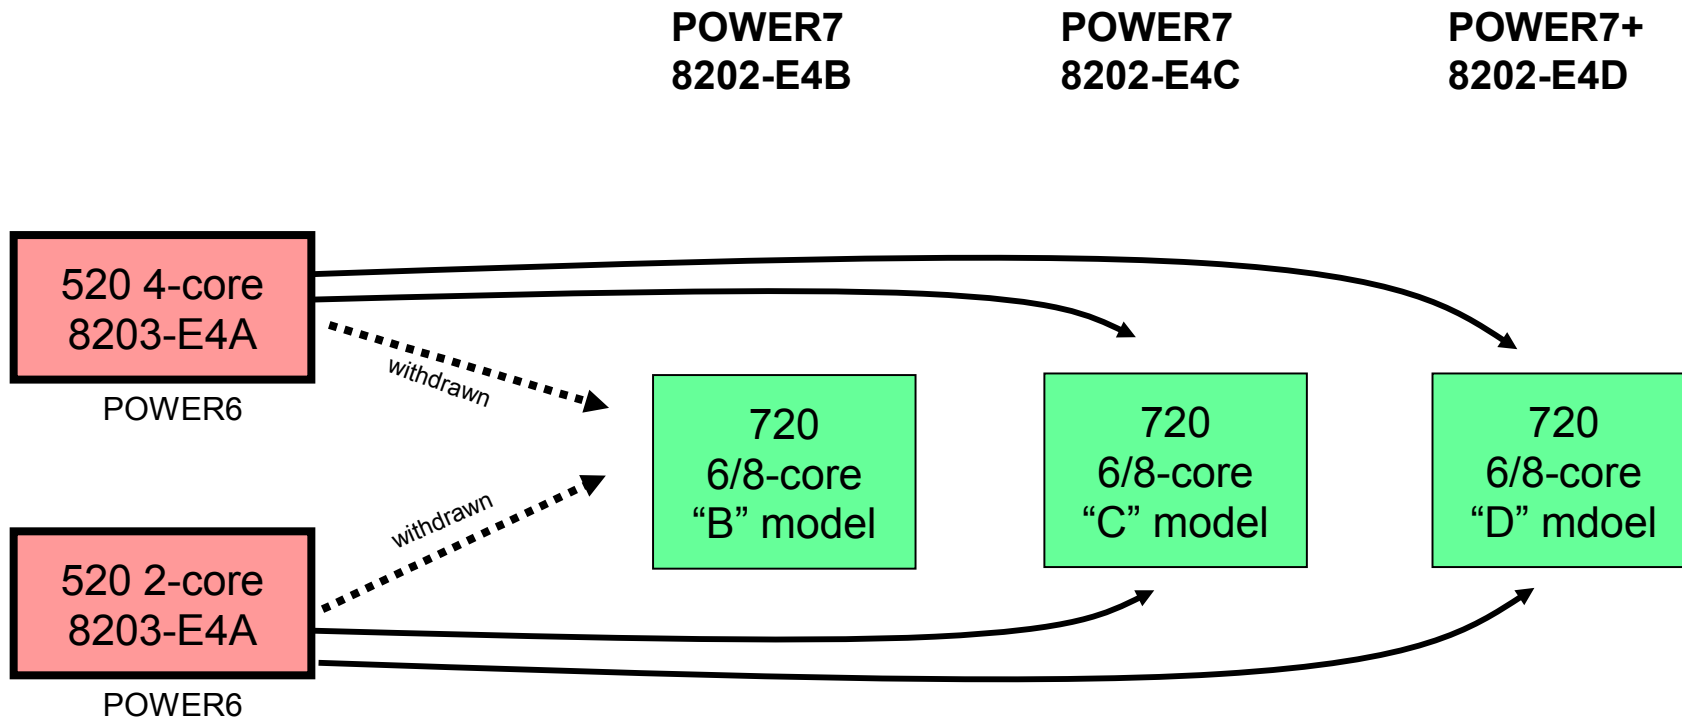 POWER7
8202-E4B
POWER7
8202-E4C
POWER7+
8202-E4D
520 4-core
8203-E4A
POWER6
withdrawn
720
6/8-core
“B” model
720
6/8-core
“C” model
720
6/8-core
“D” mdoel
withdrawn
520 2-core
8203-E4A
POWER6